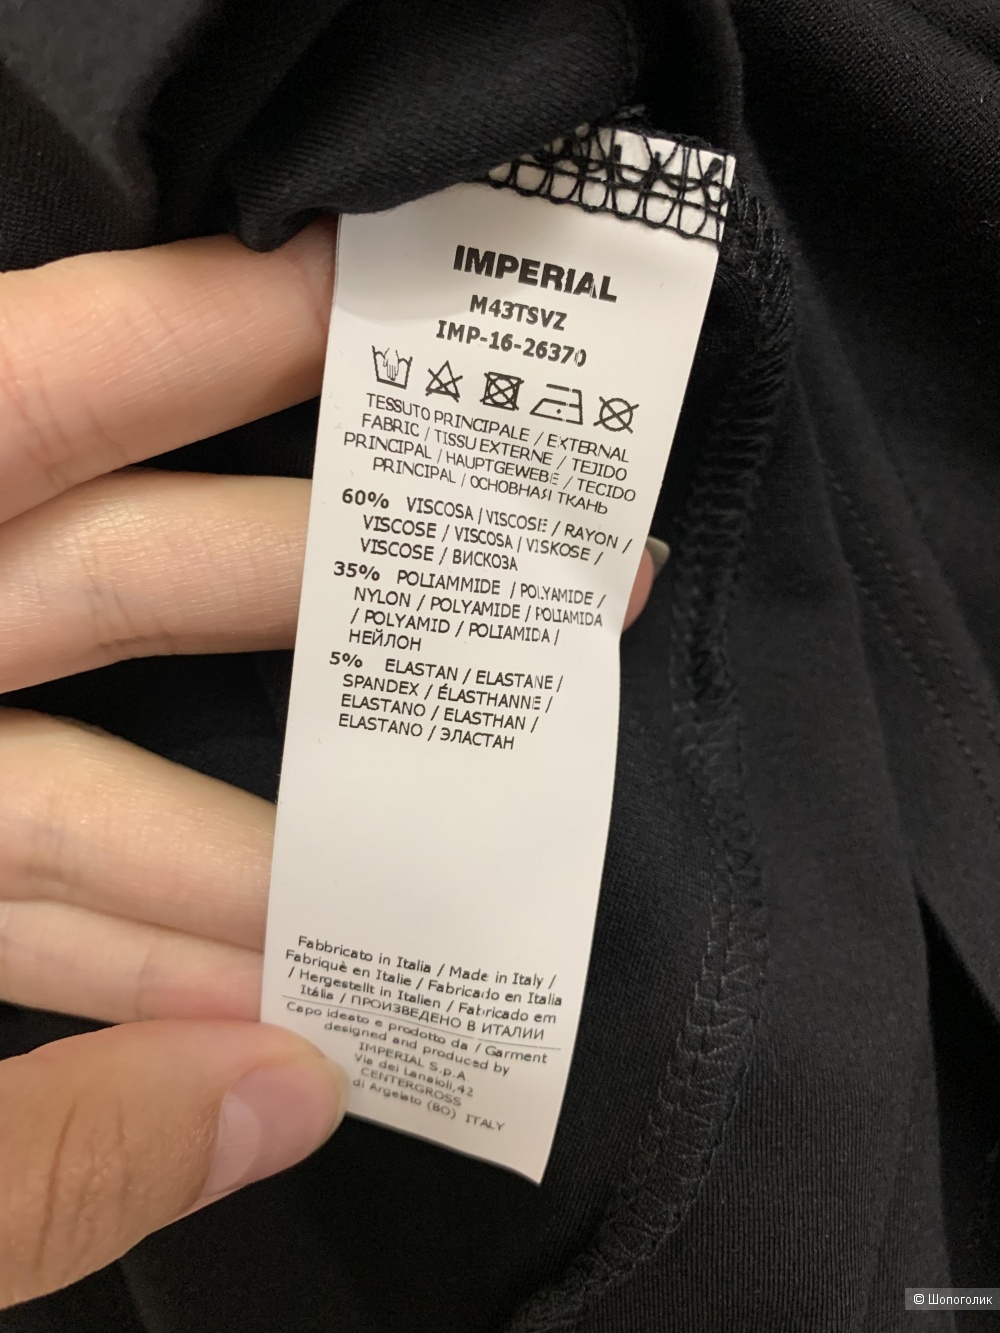 IMPERIAL
M43TSVZ
IMP-16-26370
TESSUTO PRINCIPALE / EXTERNAL
FABRIC / TISSU EXTERNE / TEJIDO
PRINCIPAL / HAUPTGEWEBE / TECIDO
PRINCIPAL / ОСНОВНАЯ ТКАНЬ
60% VISCOSA / VISCOSE / RAYON /
VISCOSE / VISCOSA / VISKOSE /
VISCOSE / ВИСКОЗА
35% POLIAMMIDE / POLYAMIDE /
NYLON / POLYAMIDE / POLIAMIDA
/ POLYAMID / POLIAMIDA /
НЕЙЛОН
5% ELASTAN / ELASTANE /
SPANDEX / ÉLASTHANNE /
ELASTANO / ELASTHAN /
ELASTANO / ЭЛАСТАН
Fabbricato in Italia / Made in Italy /
Fabriquè en Italie / Fabricado en Italia
/ Hergestellt in Italien / Fabricado em
Itália / ПРОИЗВЕДЕНО В ИТАЛИИ
Capo ideato e prodotto da / Garment
designed and produced by
IMPERIAL S.p.A.
Via dei Lanaioli,42
CENTERGROSS
di Argelato (BO) ITALY
© Шопоголик